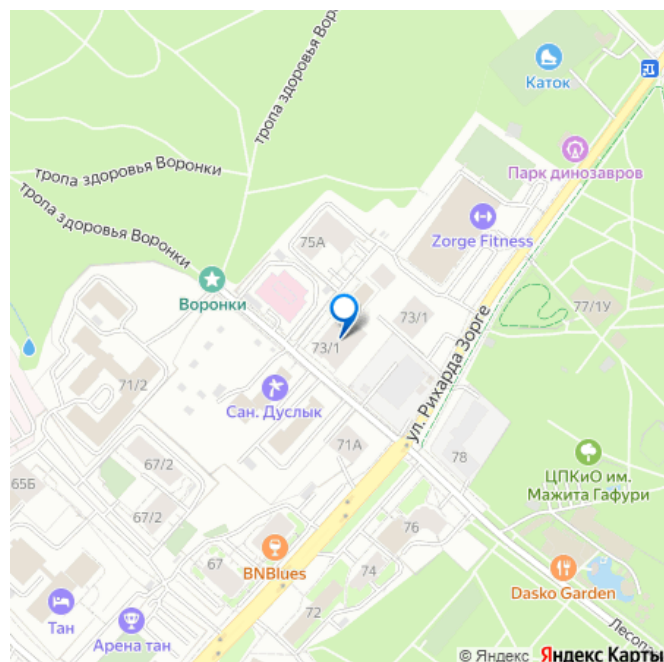 тропа здоровья Вор
Каток
тропа здоровья Воронки
Парк динозавров
тропа здоровья Воронки
Zorge Fitness
75А
Воронки
77/1У
73/1
73/1
ул. Рихарда Зорге
71/2
Сан. Дуслык
71А
78
67/2
ЦПКиО им.
Мажита Гафури
65Б
67/2
76
BNBlues
67
74
Dasko Garden
72
Тан
Арена тан
Лесопа
© Яндекс Яндекс Карты